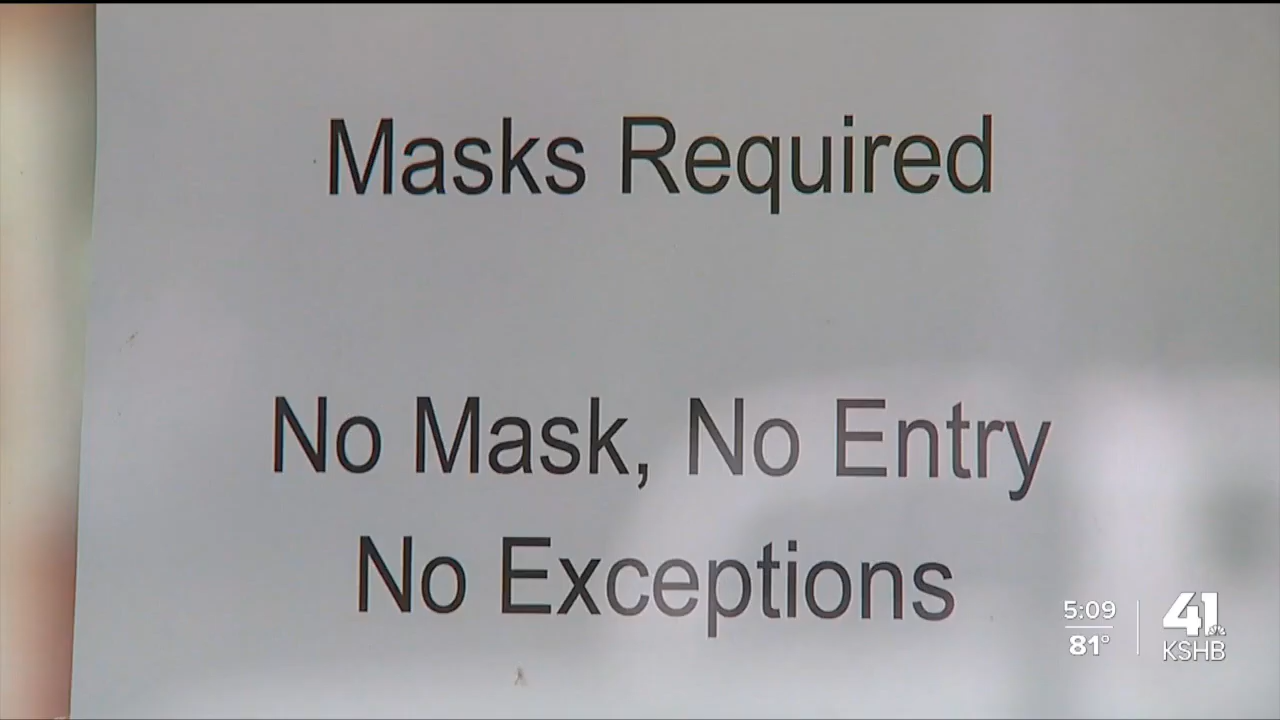 Masks Required
No Mask, No Entry
No Exceptions
5:09
81°
41
KSHB